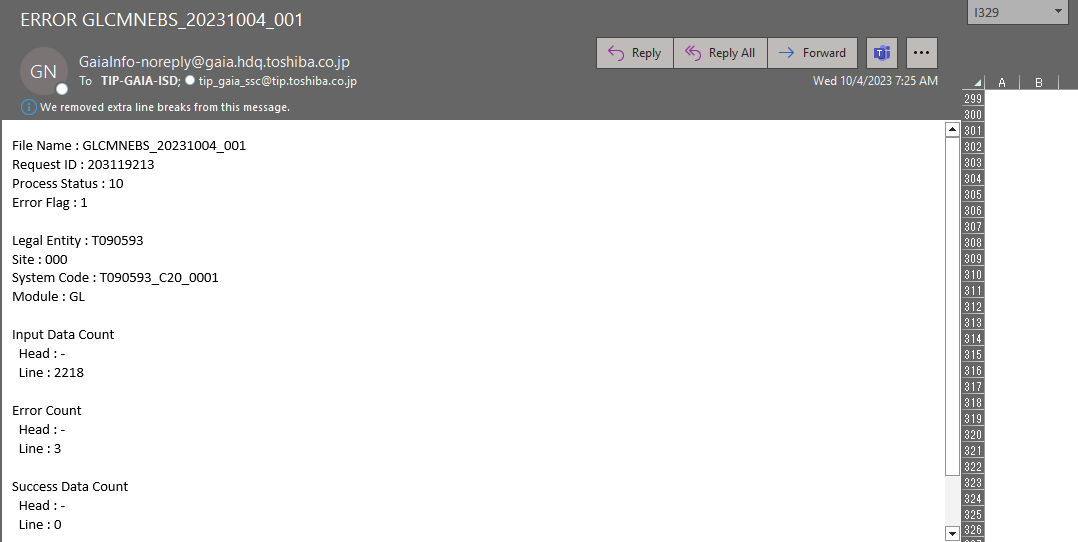 ERROR GLCMNEBS_20231004_001
I329
GN
GaiaInfo-noreply@gaia.hdq.toshiba.co.jp
To TIP-GAIA-ISD; tip_gaia_ssc@tip.toshiba.co.jp
Reply
Reply All
Forward
Wed 10/4/2023 7:25 AM
We removed extra line breaks from this message.
File Name : GLCMNEBS_20231004_001
Request ID : 203119213
Process Status : 10
Error Flag : 1
Legal Entity : T090593
Site : 000
System Code : T090593_C20_0001
Module : GL
Input Data Count
Head : -
Line : 2218
Error Count
Head : -
Line : 3
Success Data Count
Head : -
Line : 0
A B
299
300
301
302
303
304
305
306
307
308
309
310
311
312
313
314
315
316
317
318
319
320
321
322
323
324
325
326